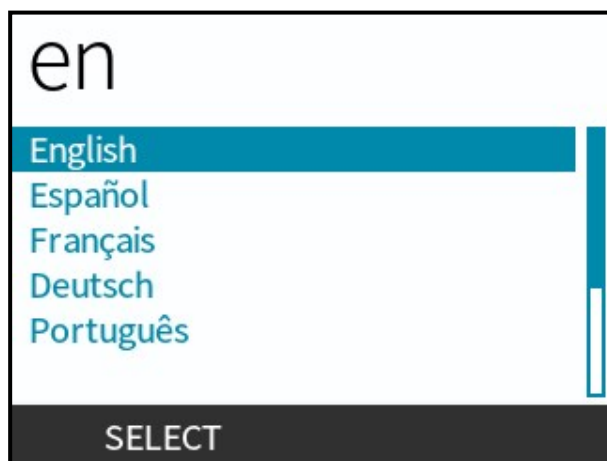 en
English
Español
Français
Deutsch
Português
SELECT